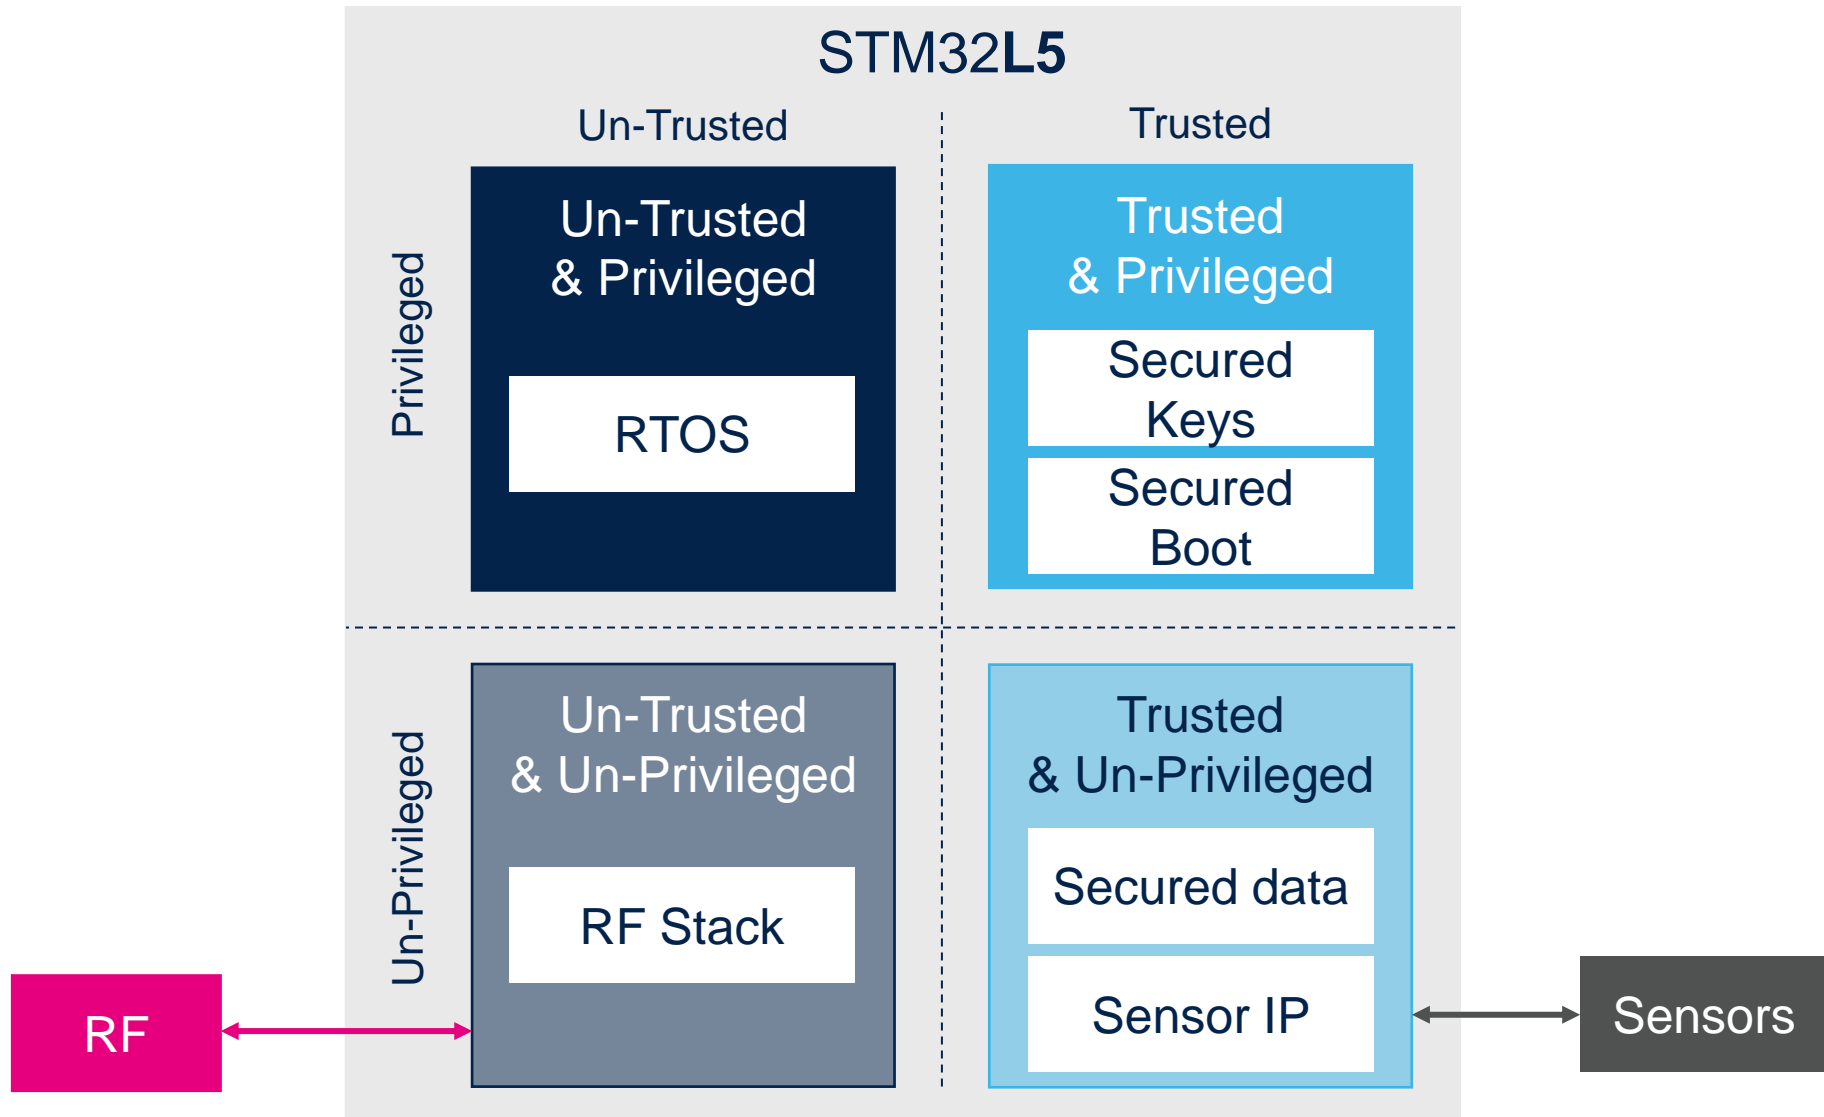 STM32L5
Un-Trusted
Trusted
Privileged
Un-Trusted
& Privileged
RTOS
Trusted
& Privileged
Secured
Keys
Secured
Boot
Un-Privileged
Un-Trusted
& Un-Privileged
RF Stack
Trusted
& Un-Privileged
Secured data
Sensor IP
RF
Sensors